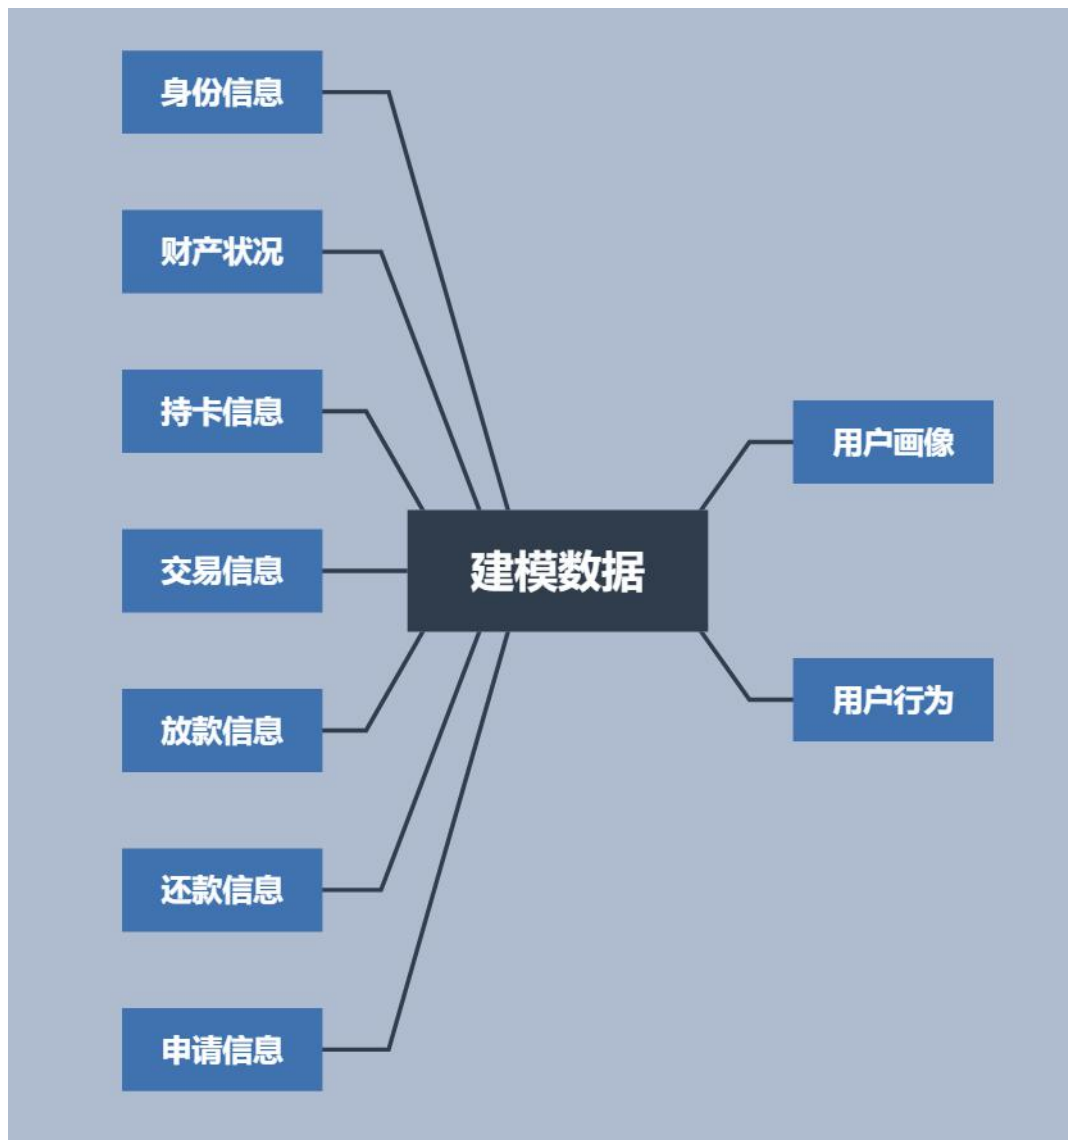 身份信息
财产状况
持卡信息
交易信息
放款信息
还款信息
申请信息
建模数据
用户画像
用户行为